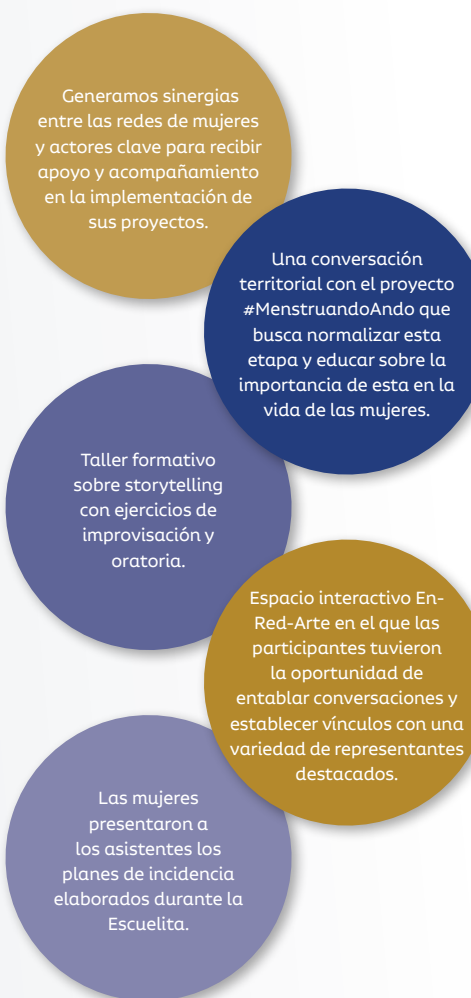 Generamos sinergias
entre las redes de mujeres
y actores clave para recibir
apoyo y acompañamiento
en la implementación de
sus proyectos.
Una conversación
territorial con el proyecto
#MenstruandoAndo que
busca normalizar esta
etapa y educar sobre la
importancia de esta en la
vida de las mujeres.
Taller formativo
sobre storytelling
con ejercicios de
improvisación y
oratoria.
Espacio interactivo En-
Red-Arte en el que las
participantes tuvieron
la oportunidad de
entablar conversaciones y
establecer vínculos con una
variedad de representantes
destacados.
Las mujeres
presentaron a
los asistentes los
planes de incidencia
elaborados durante la
Escuelita.